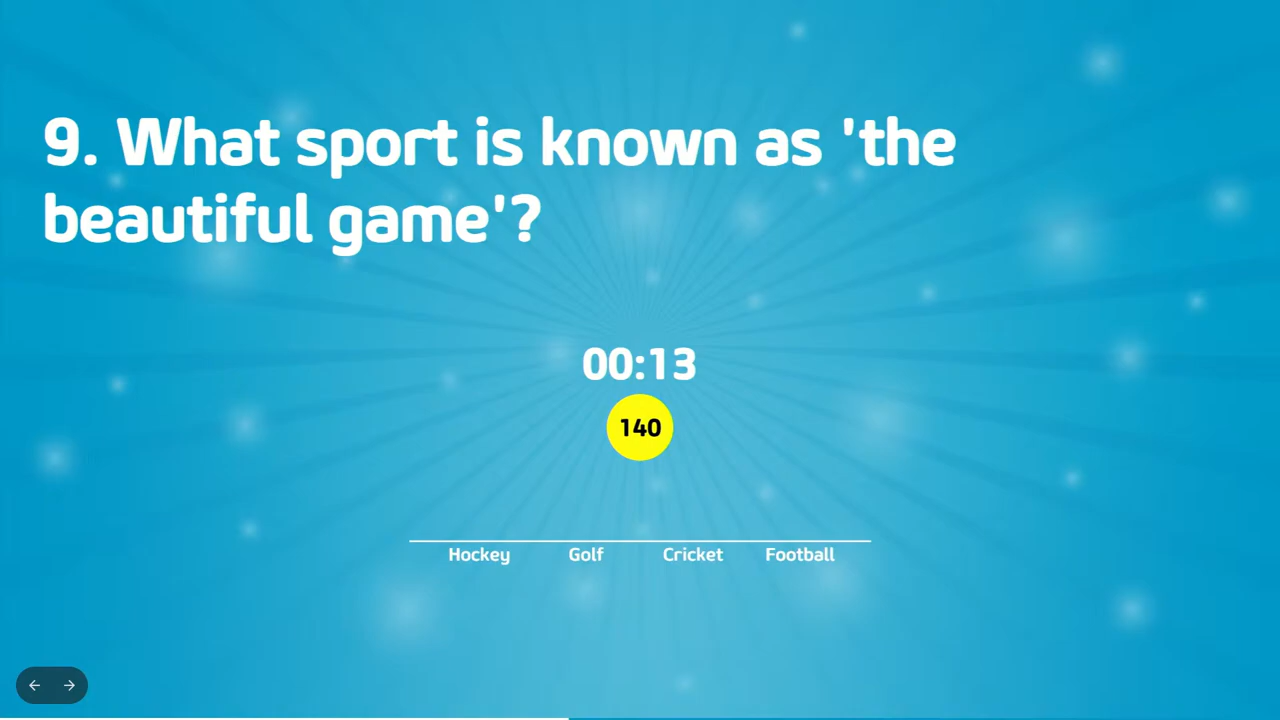 9. What sport is known as 'the
beautiful game'?
00:13
140
Hockey Golf Cricket Football